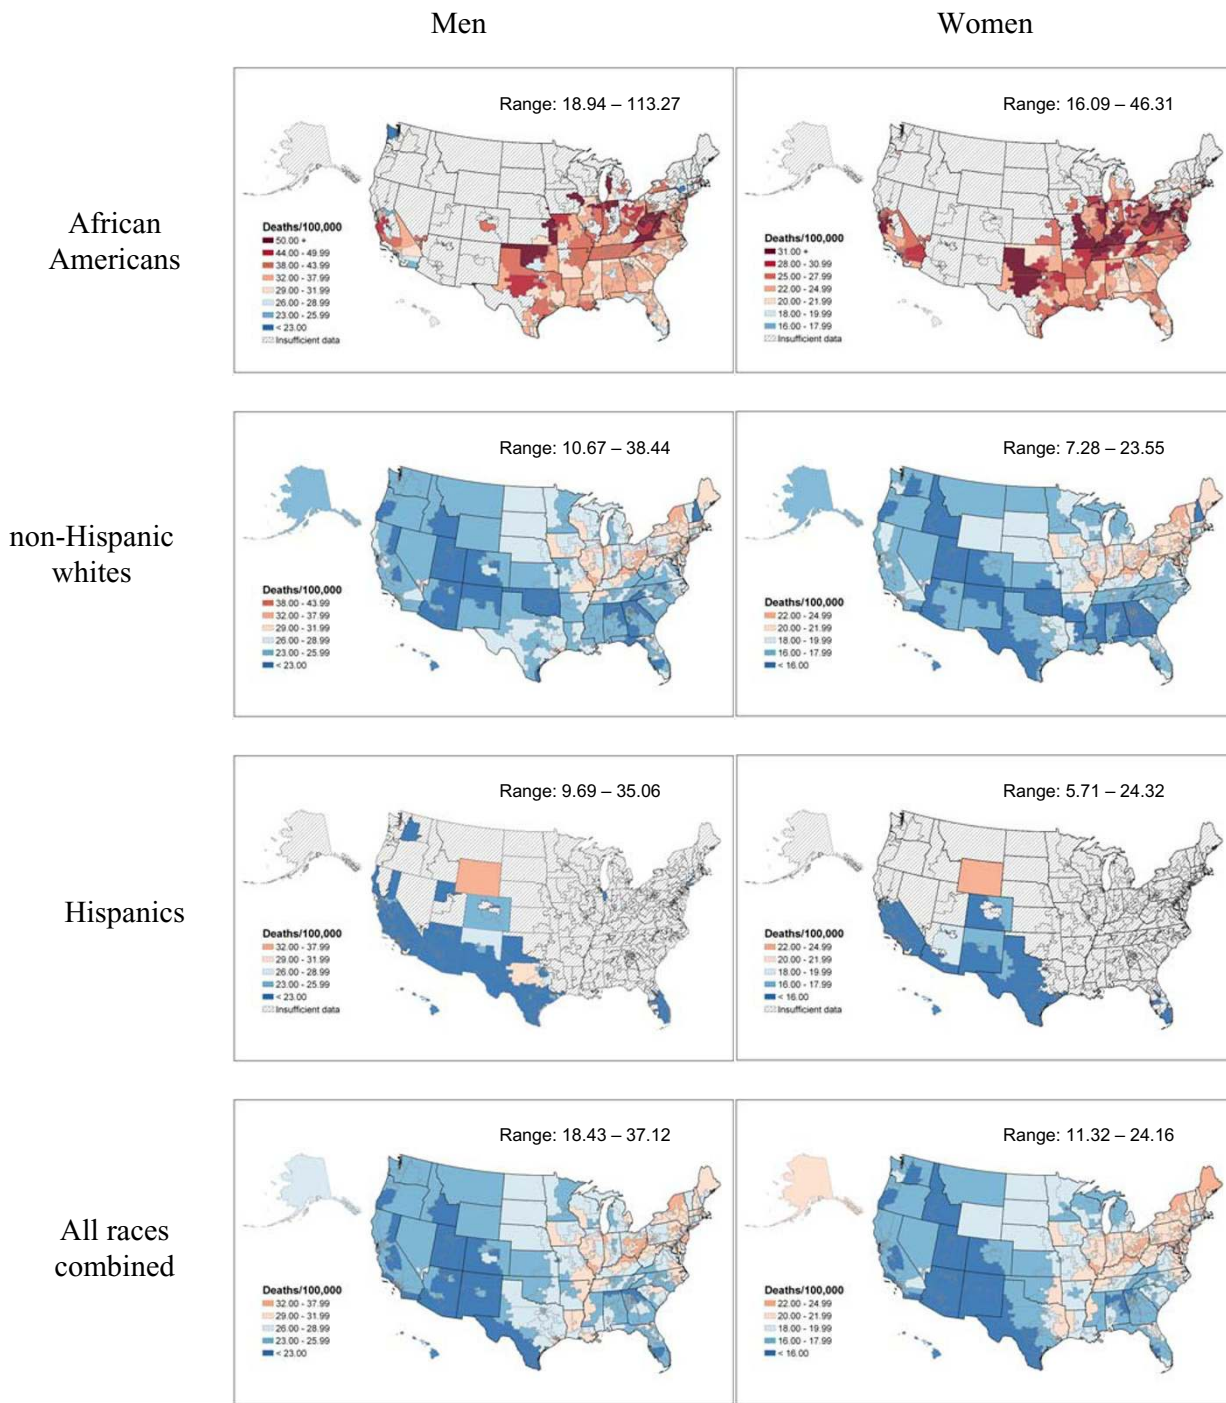 Men
Women
African
Americans
Range: 18.94 – 113.27
Deaths/100,000
50.00 +
44.00 - 49.99
38.00 - 43.99
32.00 - 37.99
29.00 - 31.99
26.00 - 28.99
23.00 - 25.99
< 23.00
Insufficient data
Range: 16.09 – 46.31
Deaths/100,000
31.00 +
28.00 - 30.99
25.00 - 27.99
22.00 - 24.99
20.00 - 21.99
18.00 - 19.99
16.00 - 17.99
Insufficient data
non-Hispanic
whites
Range: 10.67 – 38.44
Deaths/100,000
38.00 - 43.99
32.00 - 37.99
29.00 - 31.99
26.00 - 28.99
23.00 - 25.99
< 23.00
Range: 7.28 – 23.55
Deaths/100,000
22.00 - 24.99
20.00 - 21.99
18.00 - 19.99
16.00 - 17.99
< 16.00
Hispanics
Range: 9.69 – 35.06
Deaths/100,000
32.00 - 37.99
29.00 - 31.99
26.00 - 28.99
23.00 - 25.99
< 23.00
Insufficient data
Range: 5.71 – 24.32
Deaths/100,000
22.00 - 24.99
20.00 - 21.99
18.00 - 19.99
16.00 - 17.99
< 16.00
Insufficient data
All races
combined
Range: 18.43 – 37.12
Deaths/100,000
32.00 - 37.99
29.00 - 31.99
26.00 - 28.99
23.00 - 25.99
< 23.00
Range: 11.32 – 24.16
Deaths/100,000
22.00 - 24.99
20.00 - 21.99
18.00 - 19.99
16.00 - 17.99
< 16.00